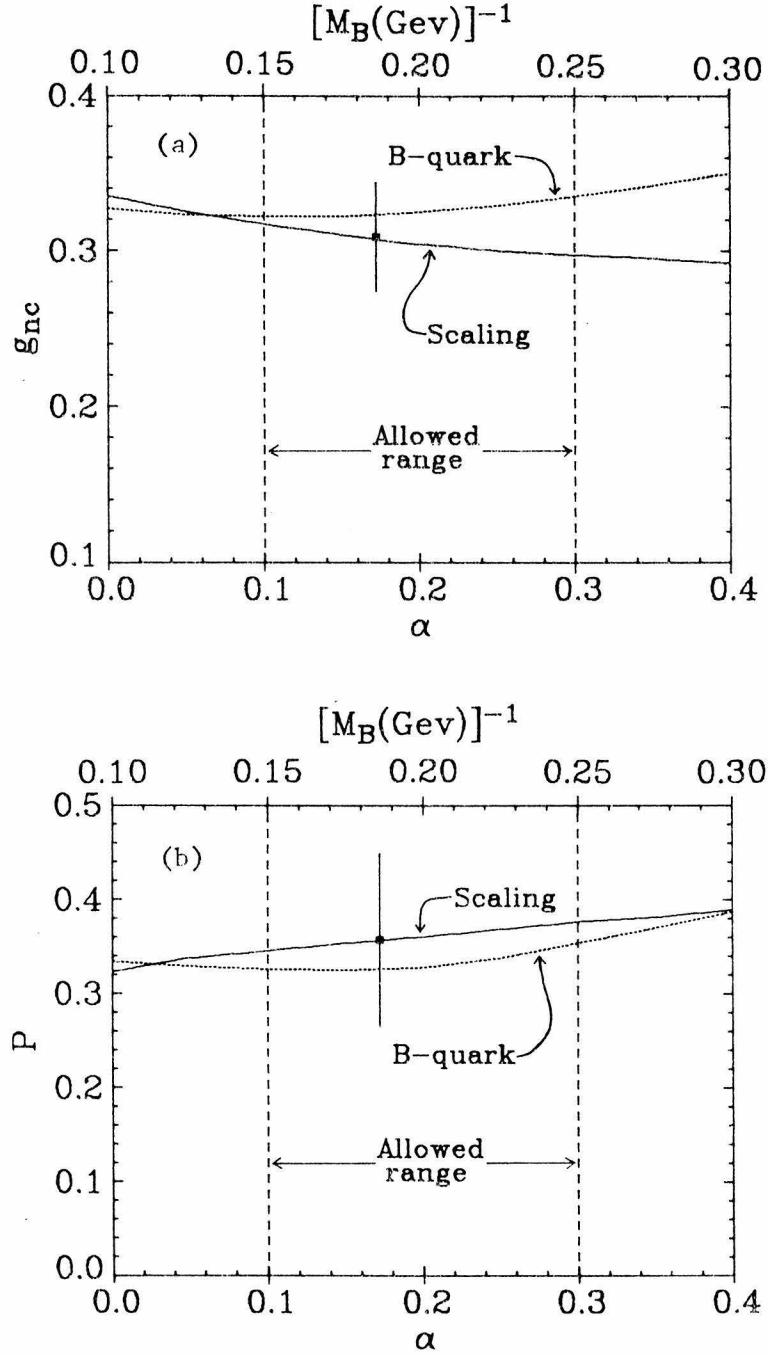 [M_B(Gev)]⁻¹
0.10 0.15 0.20 0.25 0.30
0.4
(a)
B-quark
0.3
g_nc
Scaling
0.2
Allowed
range
0.1
0.0 0.1 0.2 0.3 0.4
α
[M_B(Gev)]⁻¹
0.10 0.15 0.20 0.25 0.30
0.5
(b)
0.4
Scaling
0.3
P
B-quark
0.2
Allowed
range
0.1
0.0
0.0 0.1 0.2 0.3 0.4
α